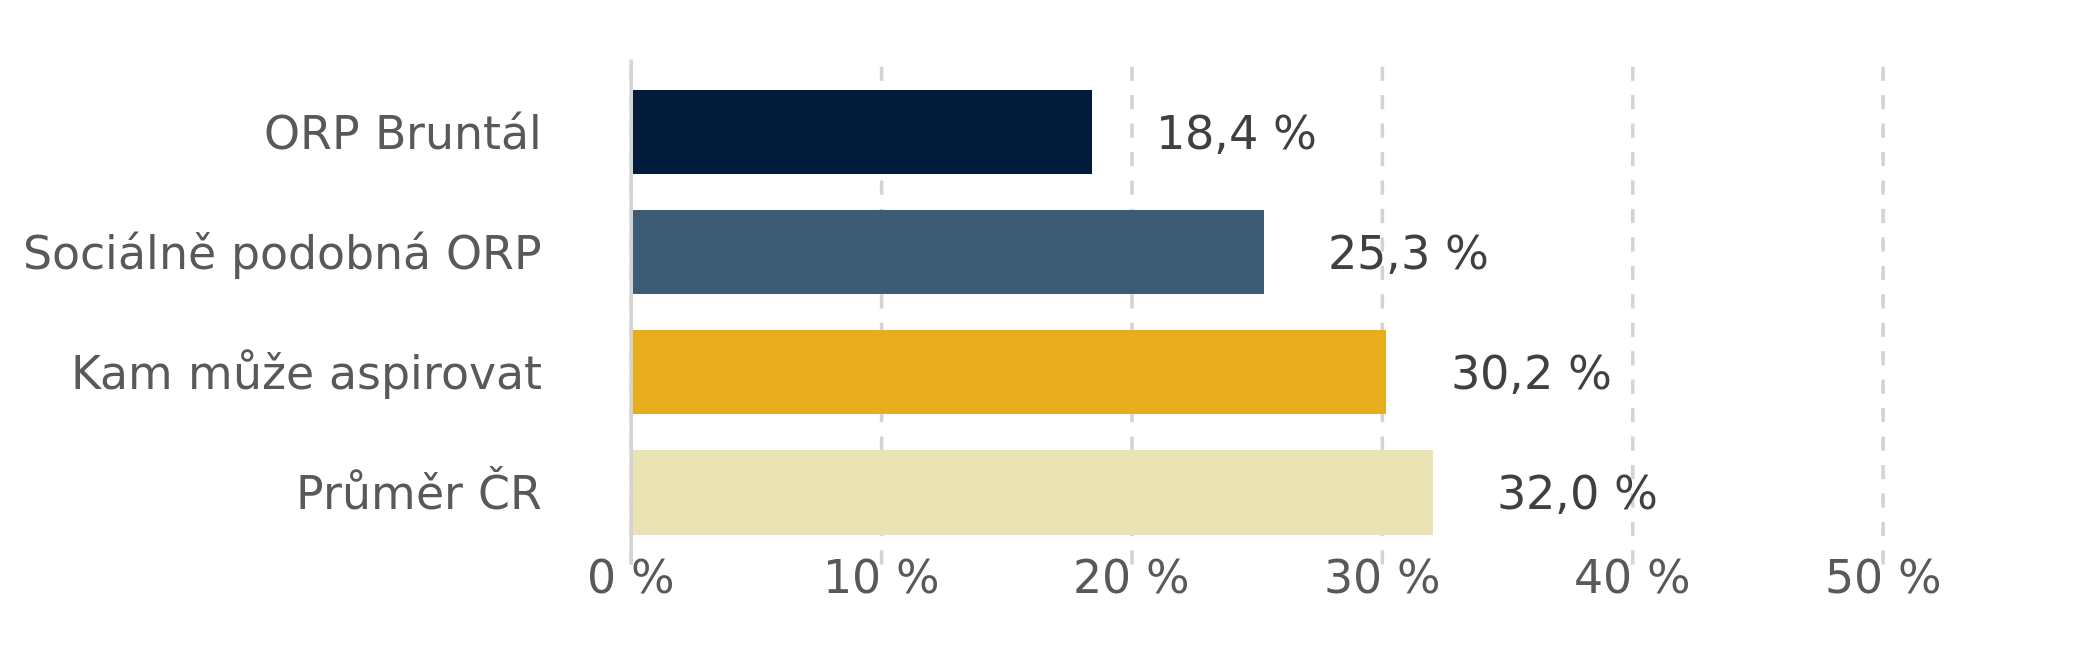 ORP Bruntál 18,4 %
Sociálně podobná ORP 25,3 %
Kam může aspirovat 30,2 %
Průměr ČR 32,0 %
0 % 10 % 20 % 30 % 40 % 50 %